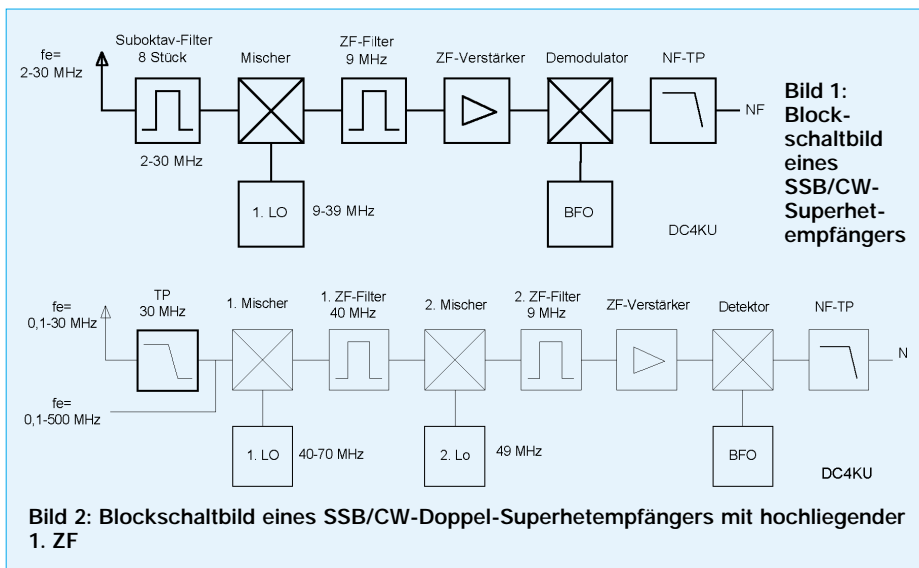 Suboktav-Filter
8 Stück
Mischer
ZF-Filter
9 MHz
ZF-Verstärker
Demodulator
NF-TP
fe=
2-30 MHz
NF
2-30 MHz
1. LO
9-39 MHz
BFO
DC4KU
Bild 1:
Block-
schaltbild
eines
SSB/CW-
Superhet-
empfängers
fe=
0,1-30 MHz
TP
30 MHz
1. Mischer
1. ZF-Filter
40 MHz
2. Mischer
2. ZF-Filter
9 MHz
ZF-Verstärker
Detektor
NF-TP
N
fe=
0,1-500 MHz
1. LO
40-70 MHz
2. Lo
49 MHz
BFO
DC4KU
Bild 2: Blockschaltbild eines SSB/CW-Doppel-Superhetempfängers mit hochliegender
1. ZF